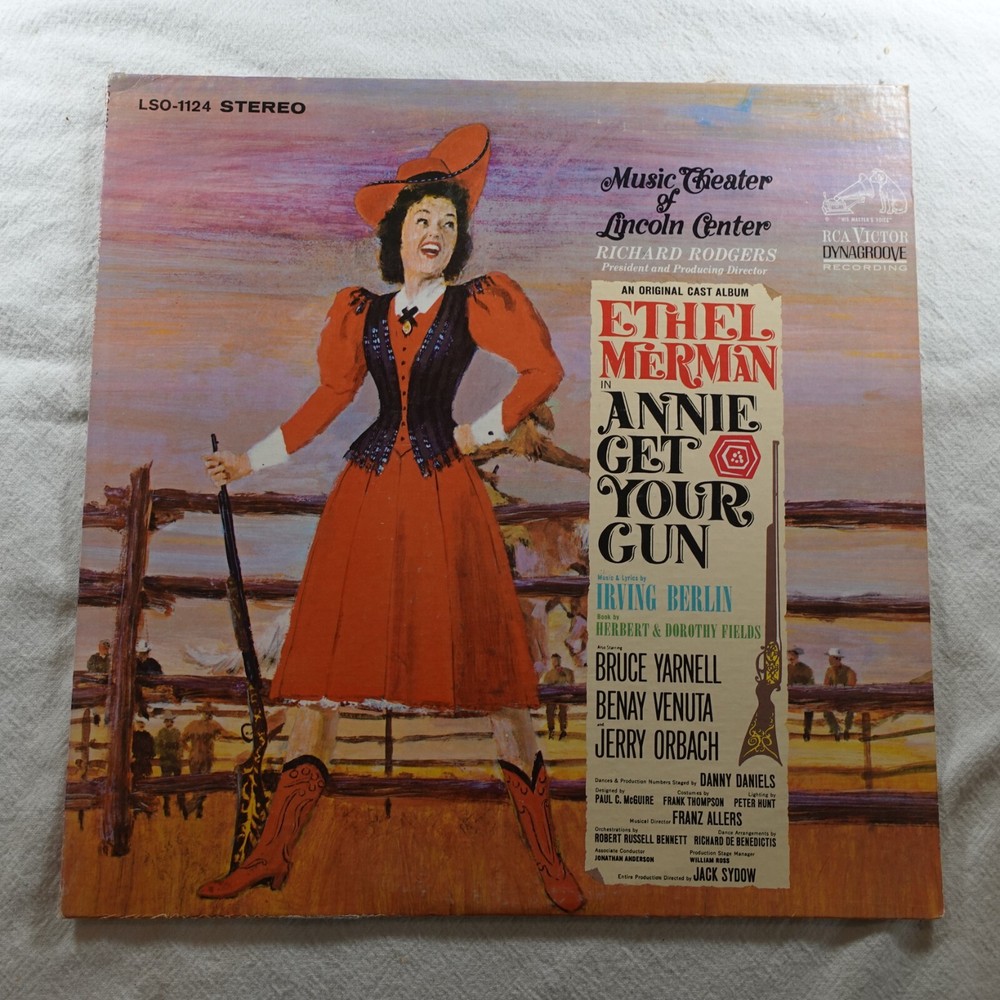 LSO-1124 STEREO
Music Theater
of
Lincoln Center
RICHARD RODGERS
President and Producing Director
"HIS MASTER'S VOICE"
RCA VICTOR
DYNAGROOVE
RECORDING
AN ORIGINAL CAST ALBUM
ETHEL
MERMAN
IN
ANNIE
GET
YOUR
GUN
Music & Lyrics by
IRVING BERLIN
Book by
HERBERT & DOROTHY FIELDS
Also Starring
BRUCE YARNELL
BENAY VENUTA
JERRY ORBACH
Dances & Production Numbers Staged by DANNY DANIELS
Designed by Costumes by Lighting by
PAUL C. McGUIRE FRANK THOMPSON PETER HUNT
Musical Director FRANZ ALLERS
Orchestrations by Dance Arrangements by
ROBERT RUSSELL BENNETT RICHARD DE BENEDICTIS
Associate Conductor Production Stage Manager
JONATHAN ANDERSON WILLIAM ROSS
Entire Production Directed by JACK SYDOW